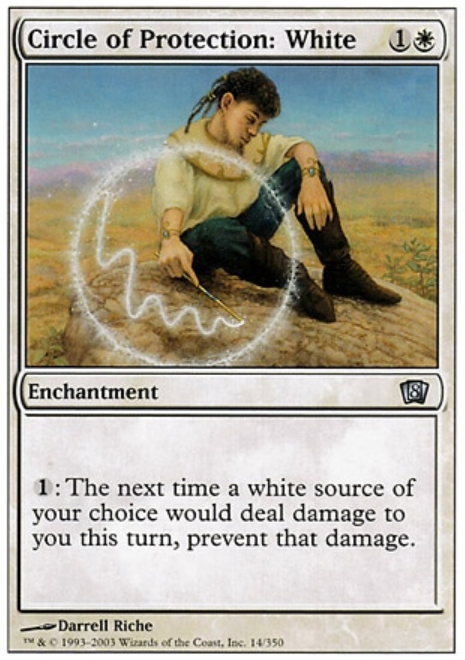 Circle of Protection: White 1
Enchantment 8
1: The next time a white source of
your choice would deal damage to
you this turn, prevent that damage.
Darrell Riche
™ & © 1993-2003 Wizards of the Coast, Inc. 14/350